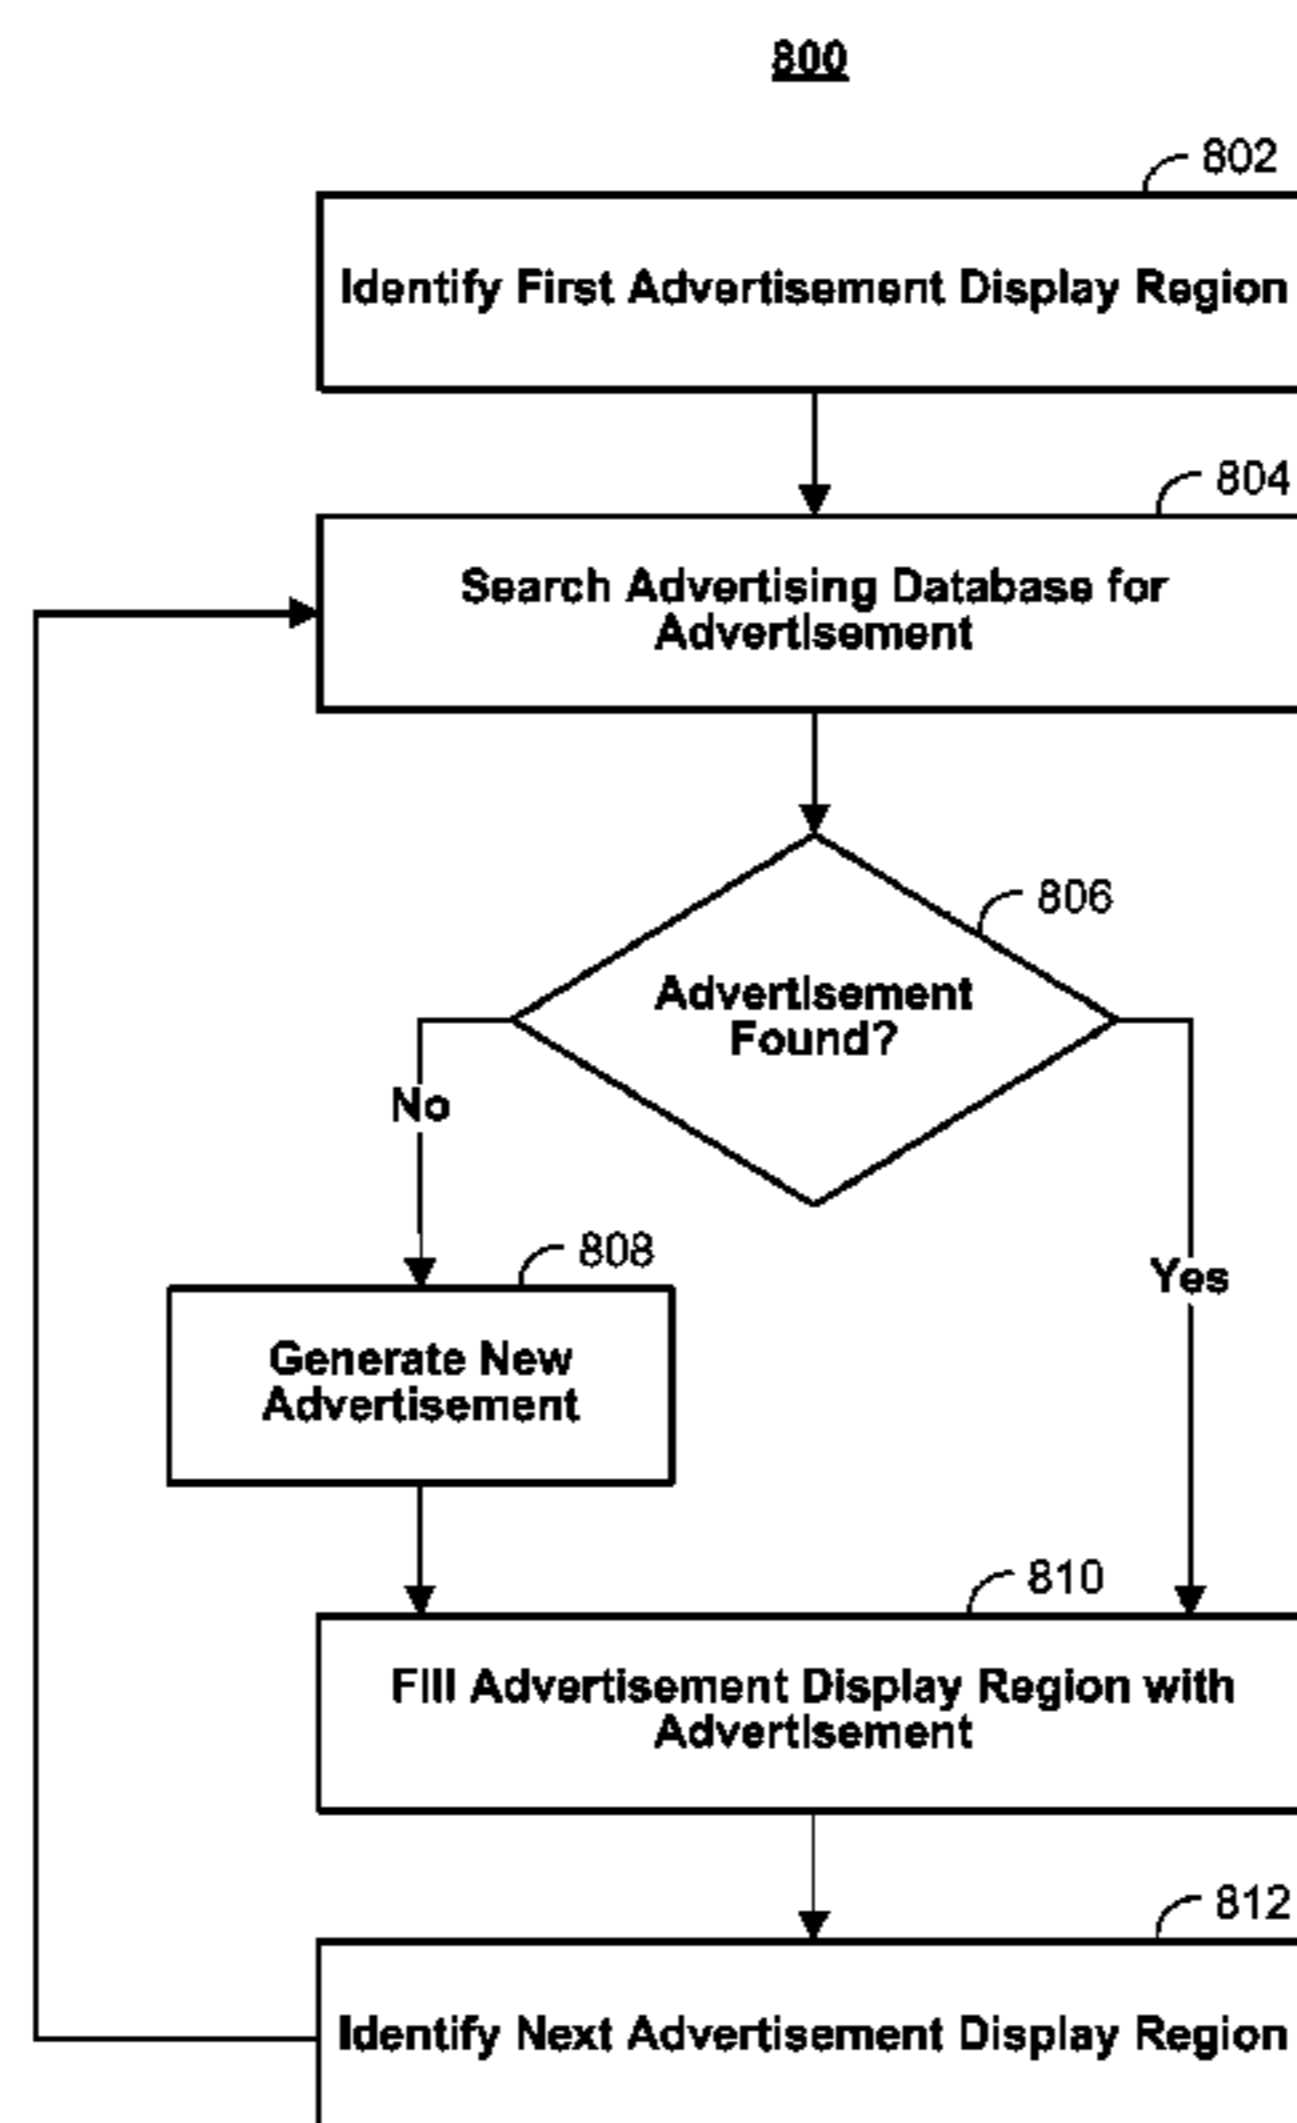 800
802
Identify First Advertisement Display Region
804
Search Advertising Database for
Advertisement
806
Advertisement
Found?
No
Yes
808
Generate New
Advertisement
810
Fill Advertisement Display Region with
Advertisement
812
Identify Next Advertisement Display Region